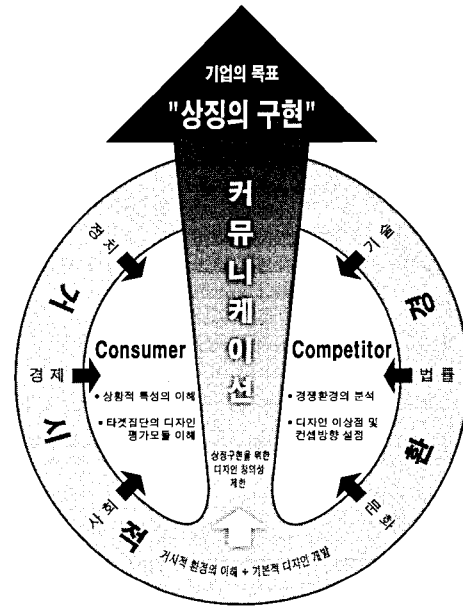 기업의 목표
"상징의 구현"
커뮤니케이션
정치
기술
거시적
환경
Consumer
Competitor
경제
법률
• 상황적 특성의 이해
• 타겟집단의 디자인
평가모듈 이해
• 경쟁환경의 분석
• 디자인 이상점 및
컨셉방향 설정
상징구현을 위한
디자인 창의성
제한
사회
문화
거시적 환경의 이해 + 기본적 디자인 개발